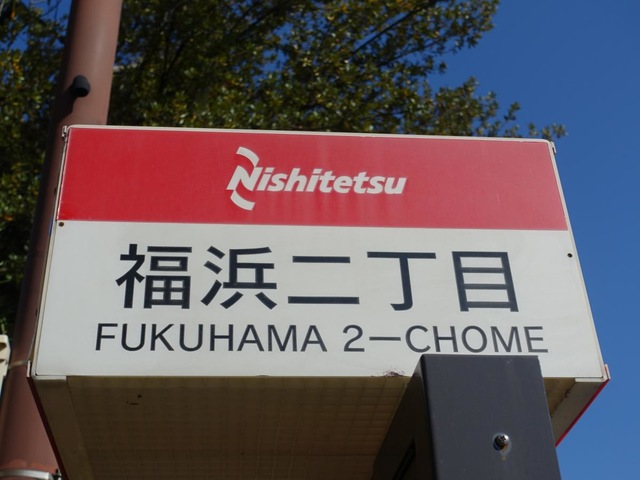 Nishitetsu
福浜二丁目
FUKUHAMA 2-CHOME